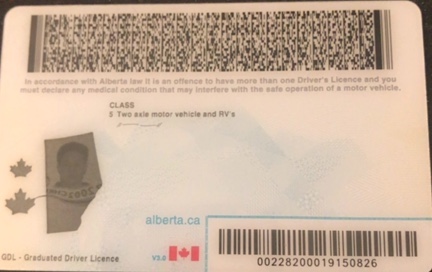 In accordance with Alberta law it is an offence to have more than one Driver's Licence and you
must declare any medical condition that may interfere with the safe operation of a motor vehicle.
CLASS
5 Two axle motor vehicle and RV's
alberta.ca
GDL - Graduated Driver Licence
V3.0
00228200019150826